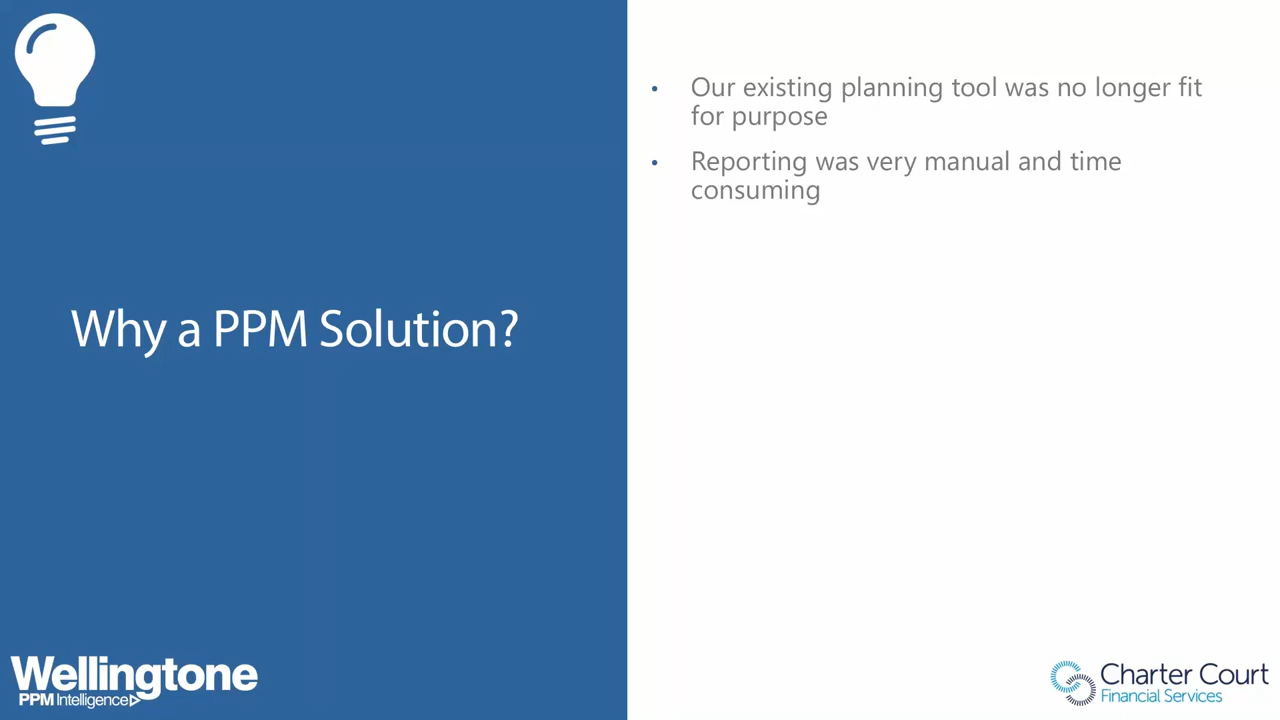 Why a PPM Solution?
• Our existing planning tool was no longer fit
for purpose
• Reporting was very manual and time
consuming
Wellingtone
PPM Intelligence
Charter Court
Financial Services